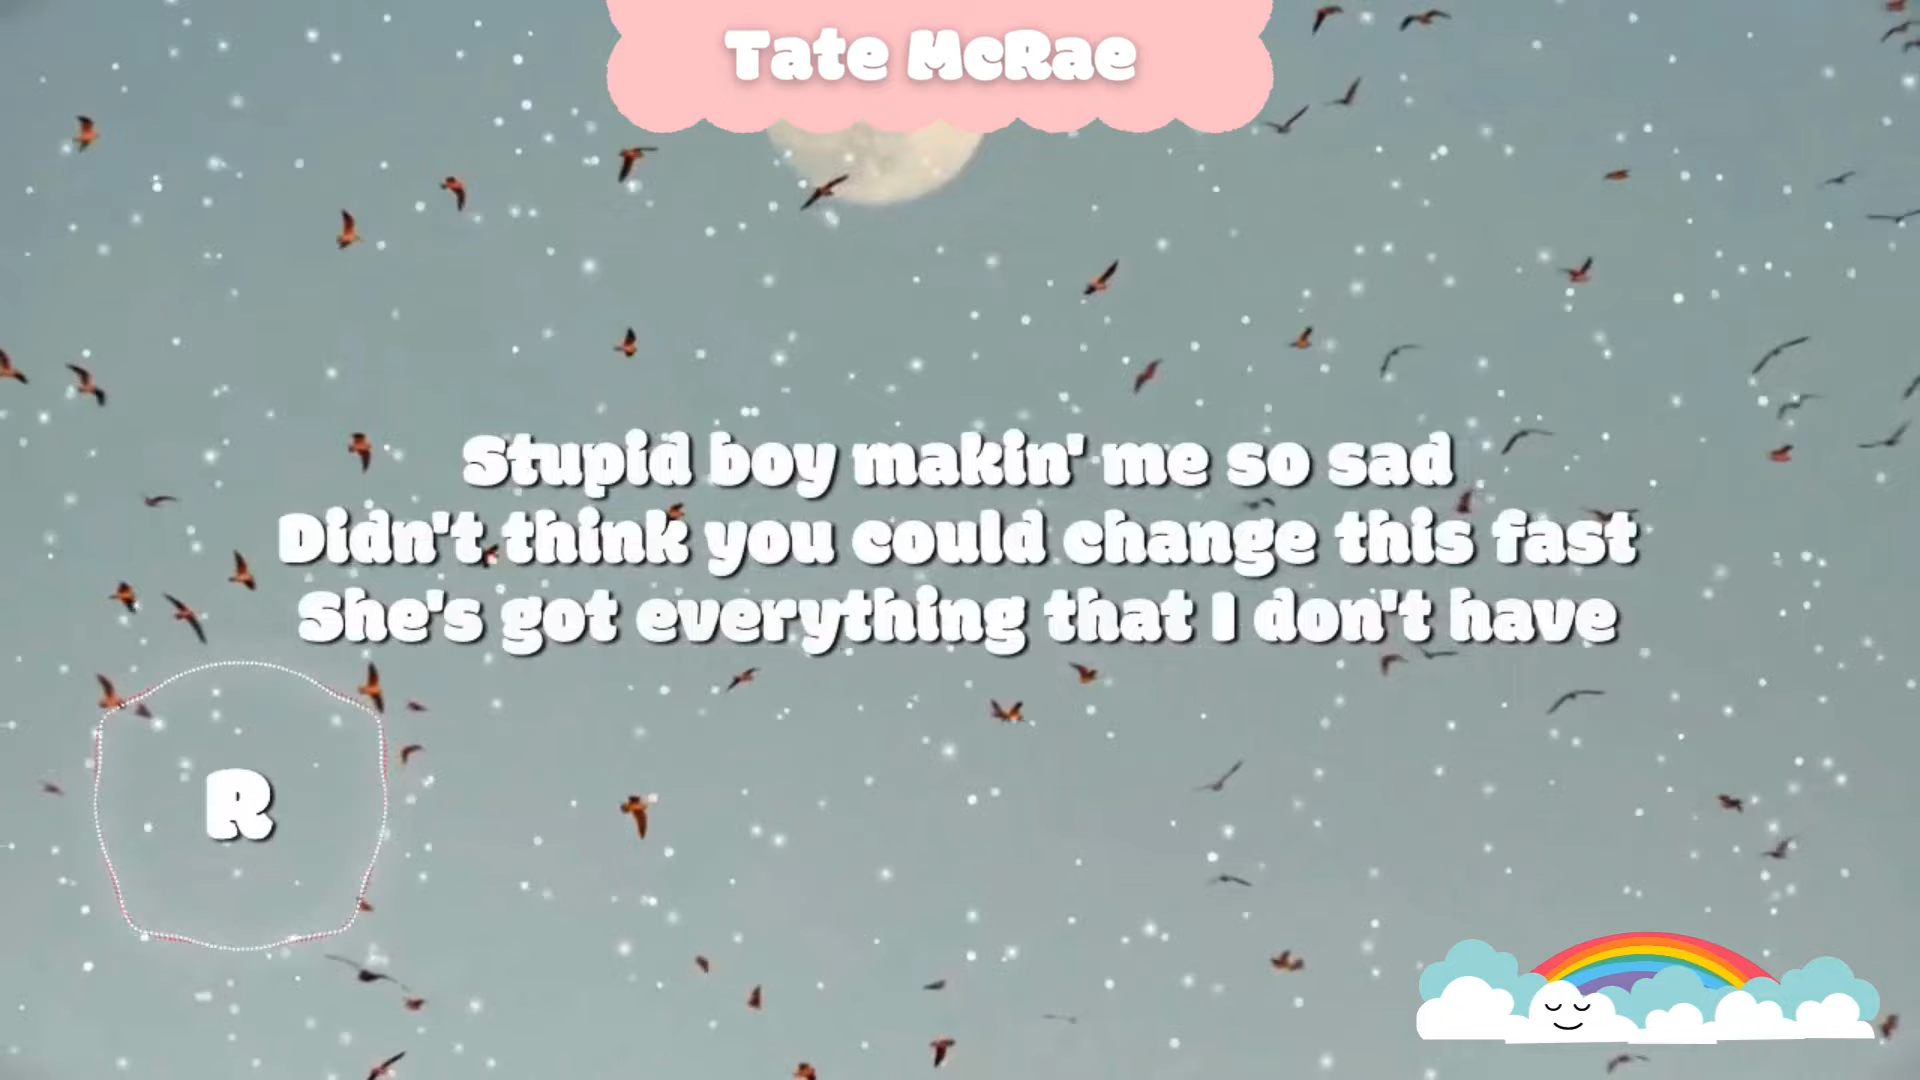 Tate McRae
Stupid boy makin' me so sad
Didn't think you could change this fast
She's got everything that I don't have
R